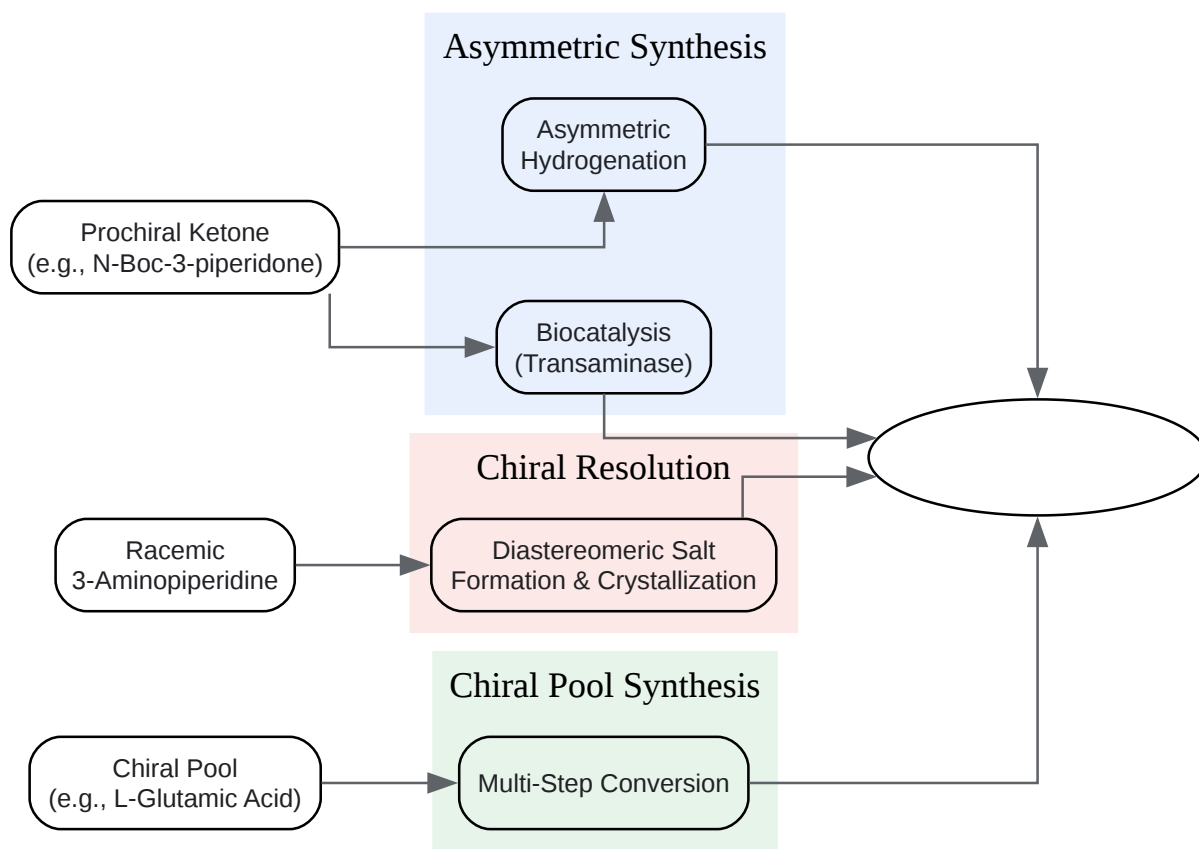 Asymmetric Synthesis
Asymmetric
Hydrogenation
Prochiral Ketone
(e.g., N-Boc-3-piperidone)
Biocatalysis
(Transaminase)
Chiral Resolution
Racemic
3-Aminopiperidine
Diastereomeric Salt
Formation & Crystallization
Chiral Pool Synthesis
Chiral Pool
(e.g., L-Glutamic Acid)
Multi-Step Conversion